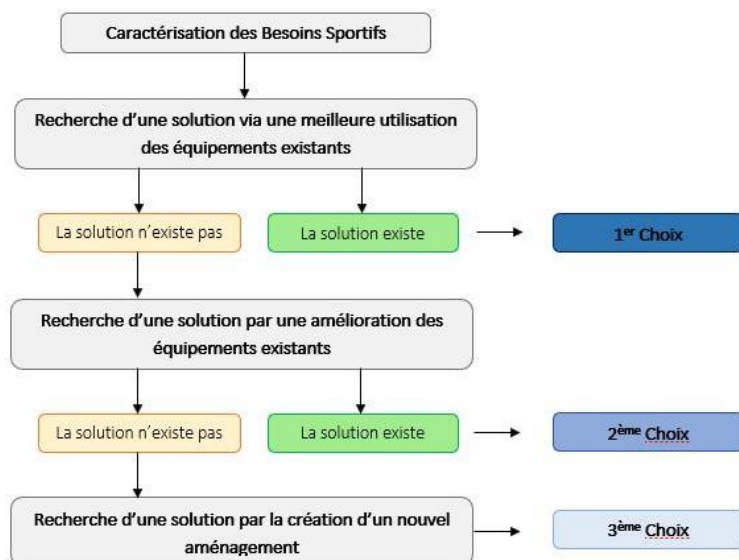 Caractérisation des Besoins Sportifs
Recherche d'une solution via une meilleure utilisation
des équipements existants
La solution n'existe pas
La solution existe
1er Choix
Recherche d'une solution par une amélioration des
équipements existants
La solution n'existe pas
La solution existe
2ème Choix
Recherche d'une solution par la création d'un nouvel
aménagement
3ème Choix